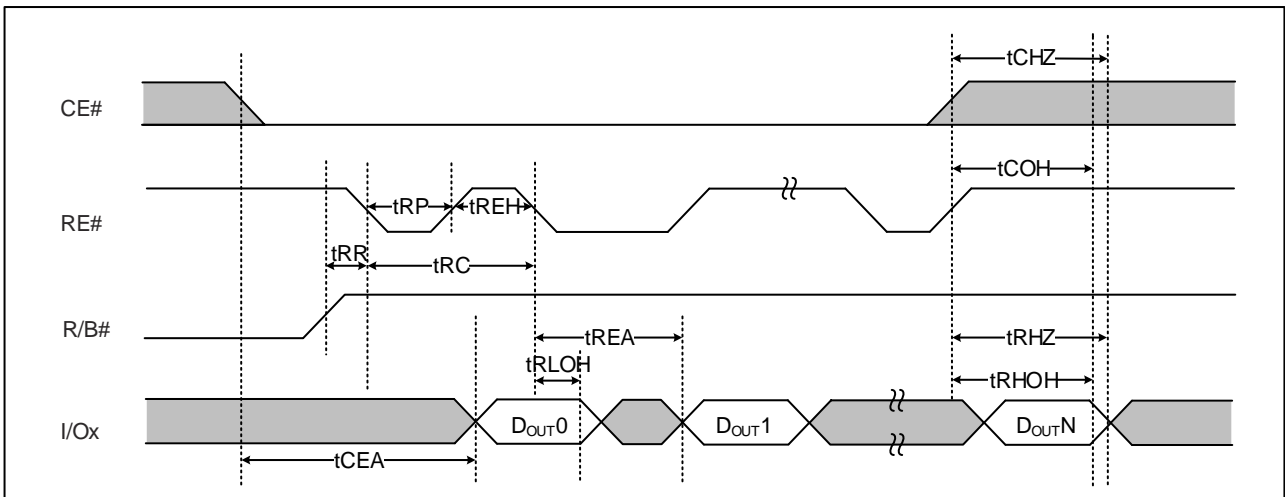 tCHZ
CE#
tCOH
tRP
tREH
RE#
tRR
tRC
R/B#
tREA
tRHZ
tRLOH
tRHOH
I/Ox
DOUT0
DOUT1
DOUTN
tCEA